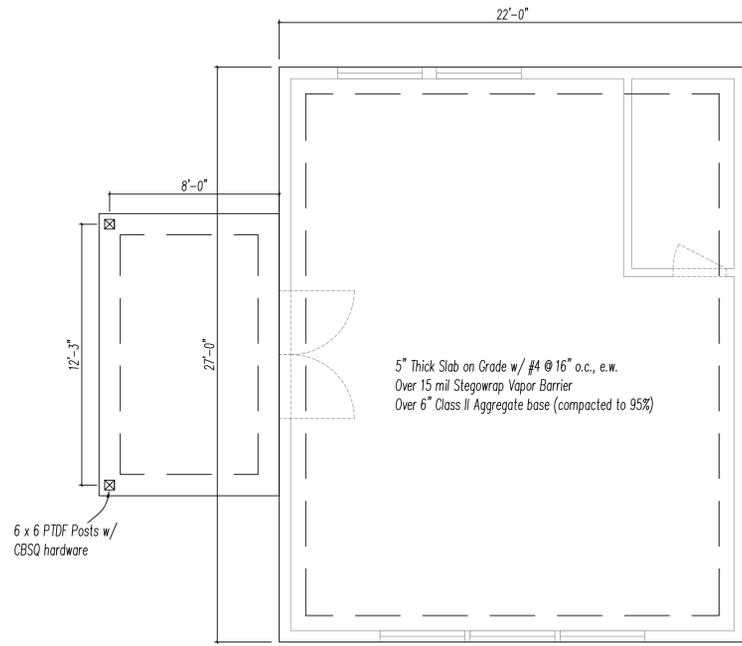 22'-0"
8'-0"
12'-3"
27'-0"
5" Thick Slab on Grade w/ #4 @ 16" o.c., e.w.
Over 15 mil Stegowrap Vapor Barrier
Over 6" Class II Aggregate base (compacted to 95%)
6 x 6 PTDF Posts w/
CBSQ hardware